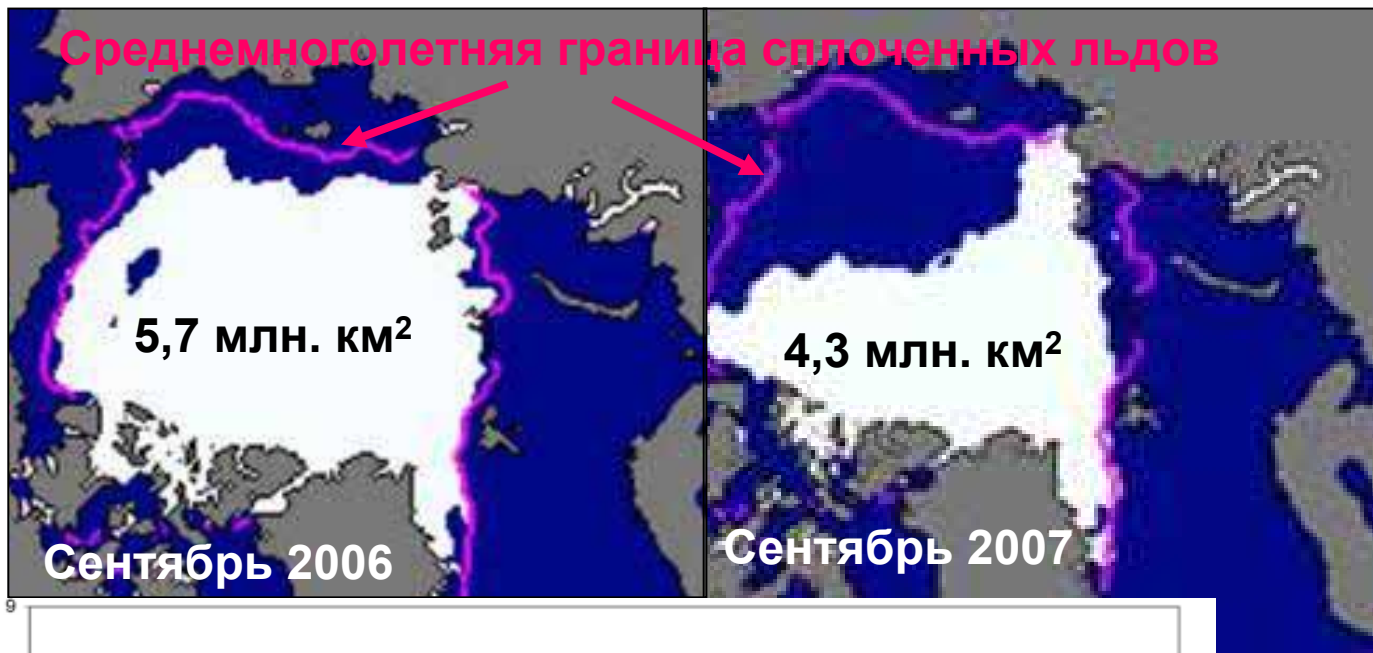 Среднемноголетняя граница сплоченных льдов
5,7 млн. км²
4,3 млн. км²
Сентябрь 2006
Сентябрь 2007
9